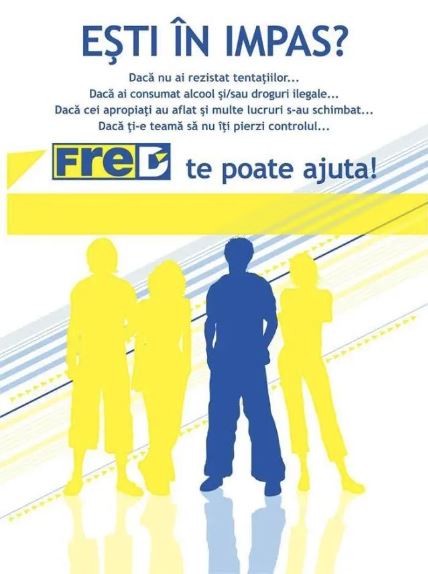 EŞTI ÎN IMPAS?
Dacă nu ai rezistat tentaţiilor...
Dacă ai consumat alcool şi/sau droguri ilegale...
Dacă cei apropiaţi au aflat şi multe lucruri s-au schimbat...
Dacă ţi-e teamă să nu îţi pierzi controlul...
FreD te poate ajuta!